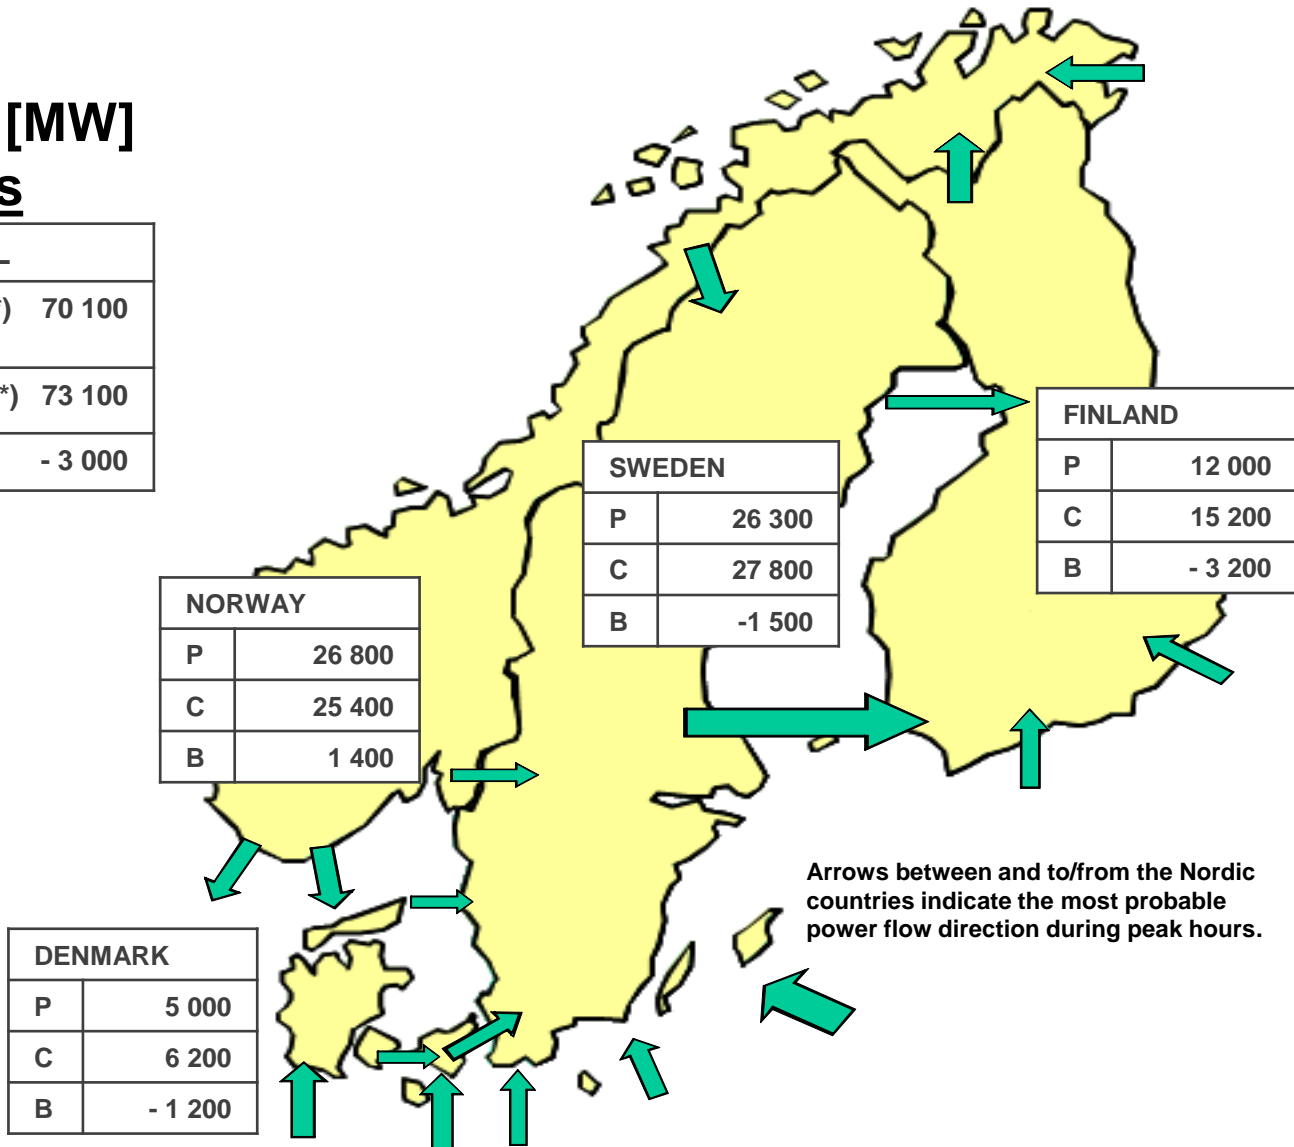 [MW]
s
*) 70 100
*) 73 100
- 3 000
FINLAND
P 12 000
C 15 200
B - 3 200
SWEDEN
P 26 300
C 27 800
B -1 500
NORWAY
P 26 800
C 25 400
B 1 400
Arrows between and to/from the Nordic
countries indicate the most probable
power flow direction during peak hours.
DENMARK
P 5 000
C 6 200
B - 1 200